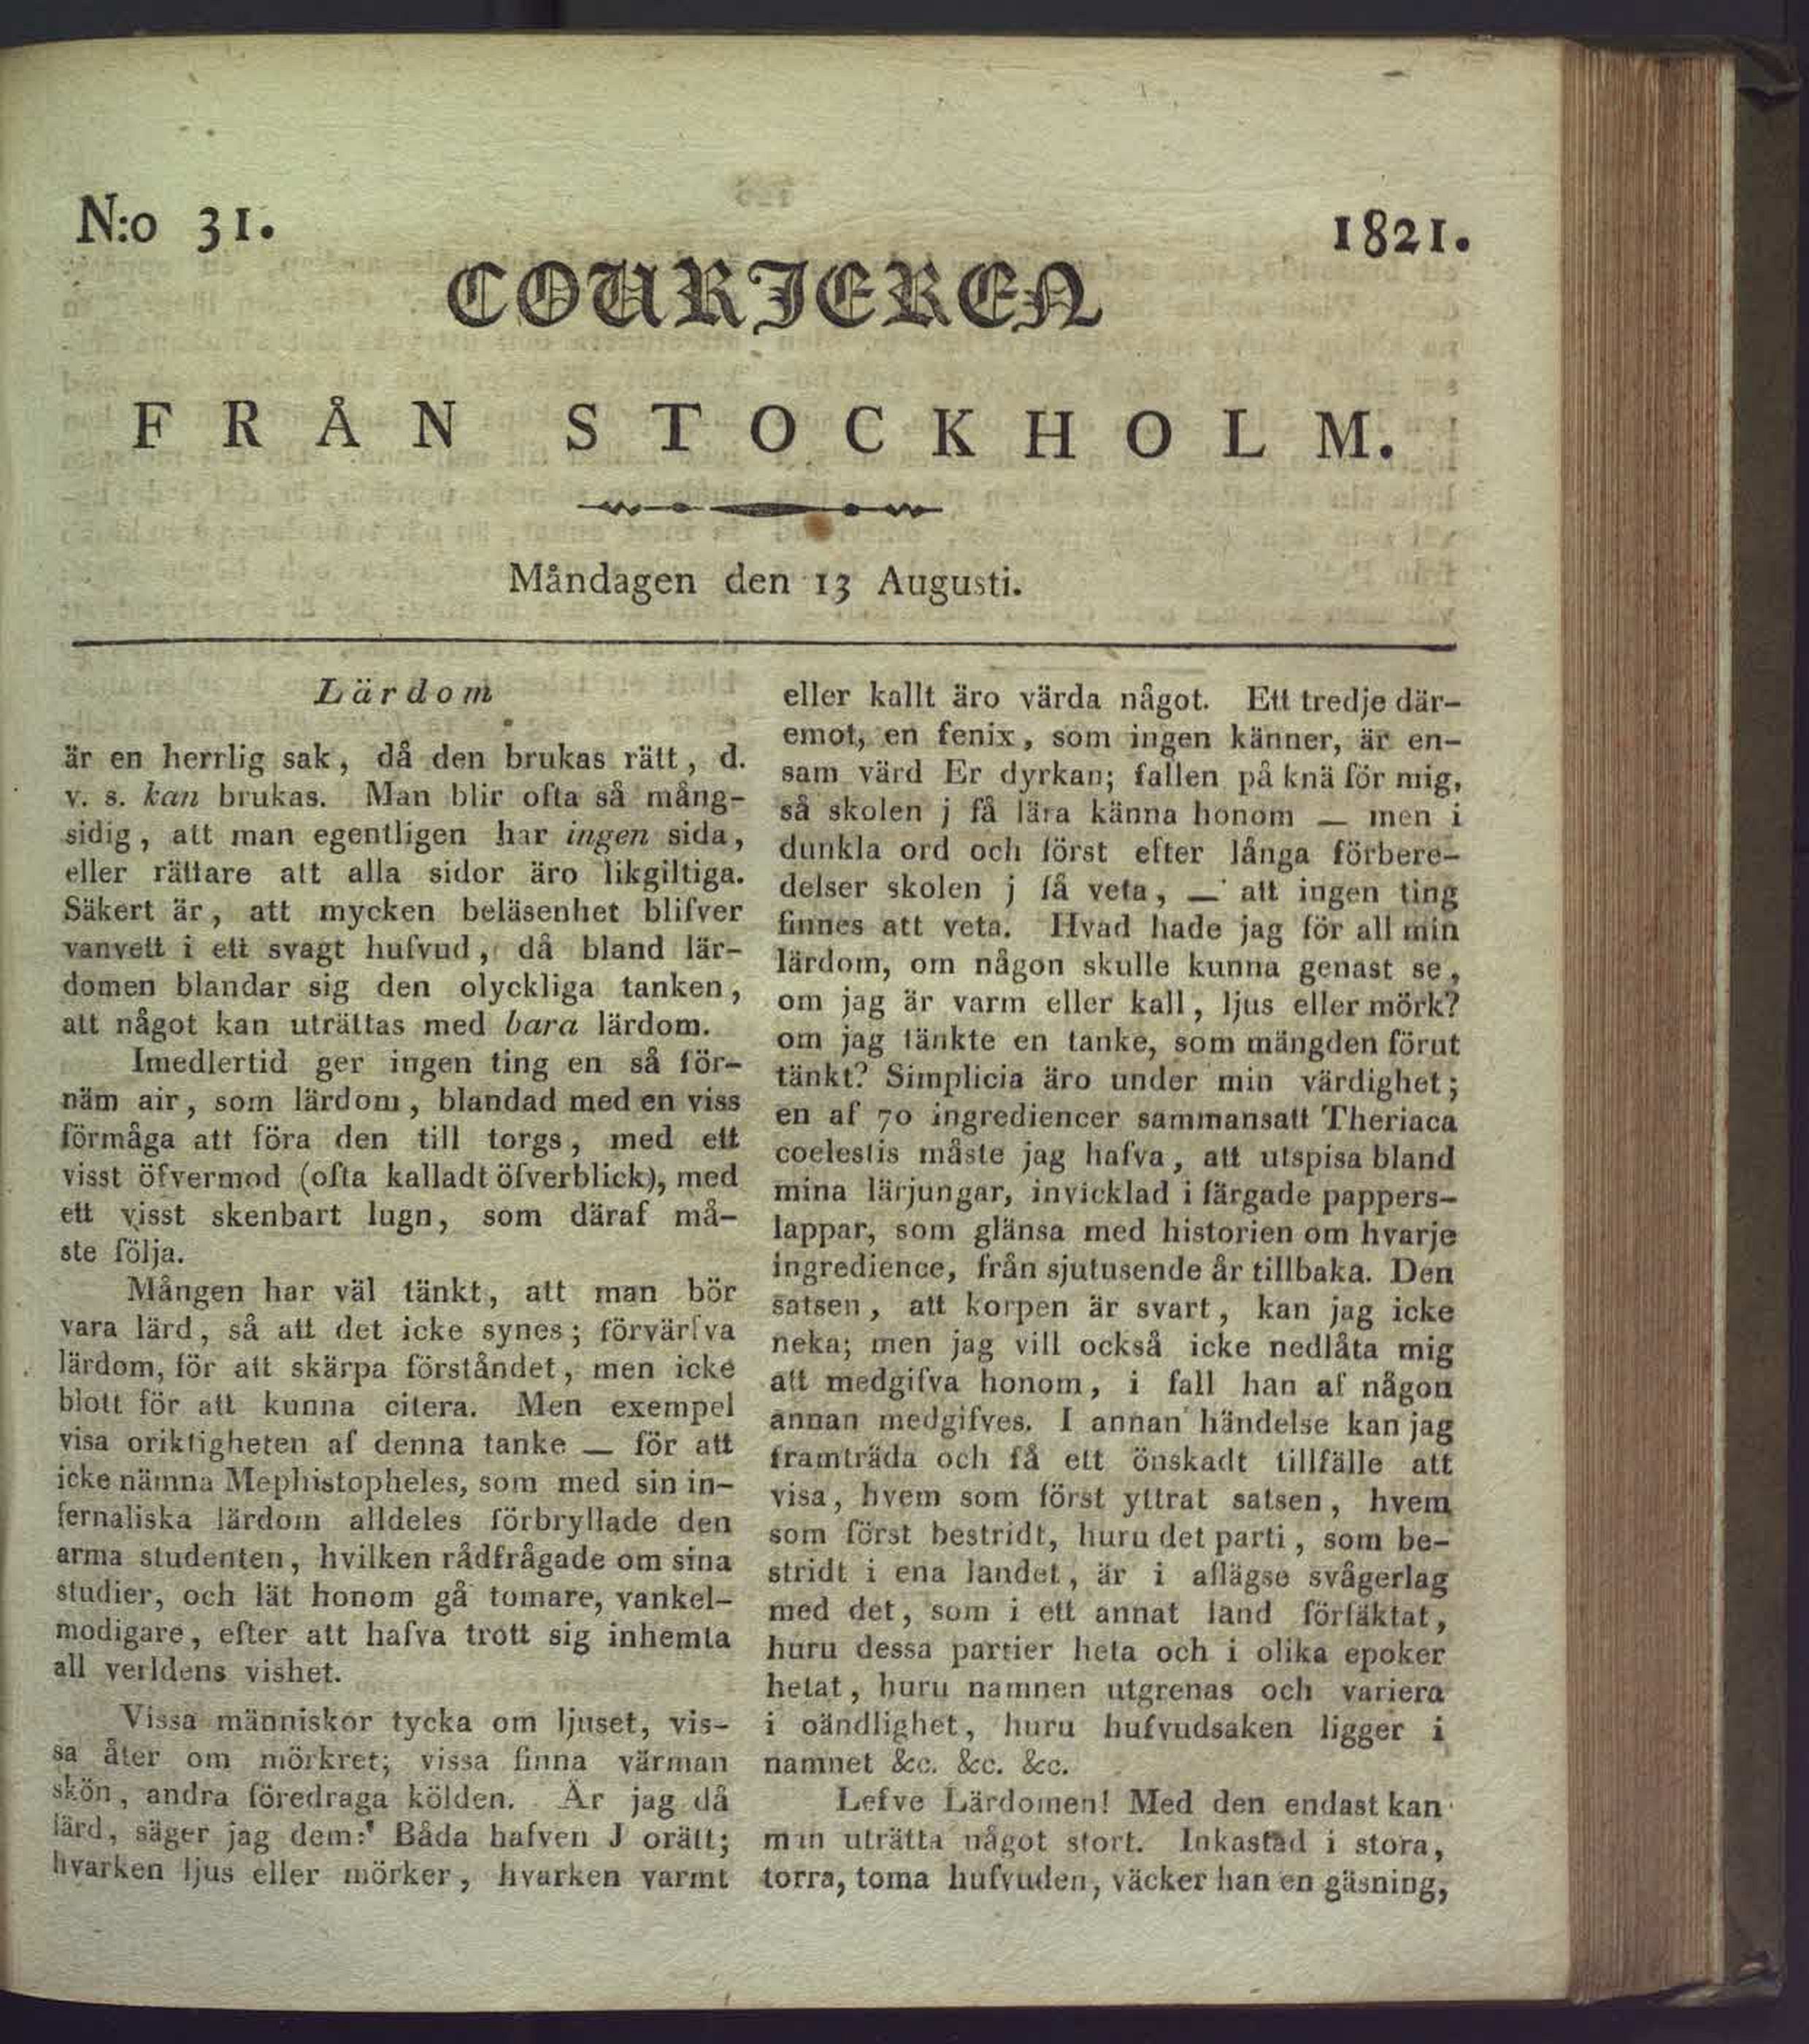 N:o 31.
1821.
COURIEREN
FRÅN STOCKHOLM.
Måndagen den 13 Augusti.
Lärdom
är en herrlig sak, då den brukas rätt, d.
v. s. kan brukas. Man blir ofta så mång-
sidig, att man egentligen har ingen sida,
eller rättare att alla sidor äro likgiltiga.
Säkert är, att mycken beläsenhet blifver
vanvett i ett svagt hufvud, då bland lär-
domen blandar sig den olyckliga tanken,
att något kan uträttas med bara lärdom.
Imedlertid ger ingen ting en så för-
näm air, som lärdom, blandad med en viss
förmåga att föra den till torgs, med ett
visst öfvermod (ofta kalladt öfverblick), med
ett visst skenbart lugn, som däraf må-
ste följa.
Mången har väl tänkt, att man bör
vara lärd, så att det icke synes; förvärfva
lärdom, för att skärpa förståndet, men icke
blott för att kunna citera. Men exempel
visa oriktigheten af denna tanke — för att
icke nämna Mephistopheles, som med sin in-
fernaliska lärdom alldeles förbryllade den
arma studenten, hvilken rådfrågade om sina
studier, och lät honom gå tomare, vankel-
modigare, efter att hafva trott sig inhemta
all verldens vishet.
Vissa människor tycka om ljuset, vis-
sa åter om mörkret; vissa finna värman
skön, andra föredraga kölden. Är jag då
lärd, säger jag dem: Båda hafven J orätt;
hvarken ljus eller mörker, hvarken varmt
eller kallt äro värda något. Ett tredje där-
emot, en fenix, som ingen känner, är en-
sam värd Er dyrkan; fallen på knä för mig,
så skolen j få lära känna honom — men i
dunkla ord och först efter långa förbere-
delser skolen j få veta, — att ingen ting
finnes att veta. Hvad hade jag för all min
lärdom, om någon skulle kunna genast se,
om jag är varm eller kall, ljus eller mörk?
om jag tänkte en tanke, som mängden förut
tänkt? Simplicia äro under min värdighet;
en af 70 ingrediencer sammansatt Theriaca
coelestis måste jag hafva, att utspisa bland
mina lärjungar, invicklad i färgade pappers-
lappar, som glänsa med historien om hvarje
ingredience, från sjutusende år tillbaka. Den
satsen, att korpen är svart, kan jag icke
neka; men jag vill också icke nedlåta mig
att medgifva honom, i fall han af någon
annan medgifves. I annan händelse kan jag
framträda och få ett önskadt tillfälle att
visa, hvem som först yttrat satsen, hvem
som först bestridt, huru det parti, som be-
stridt i ena landet, är i aflägse svågerlag
med det, som i ett annat land förfäktat,
huru dessa partier heta och i olika epoker
hetat, huru namnen utgrenas och variera
i oändlighet, huru hufvudsaken ligger i
namnet &c. &c. &c.
Lefve Lärdomen! Med den endast kan
man uträtta något stort. Inkastad i stora,
torra, toma hufvuden, väcker han en gäsning,